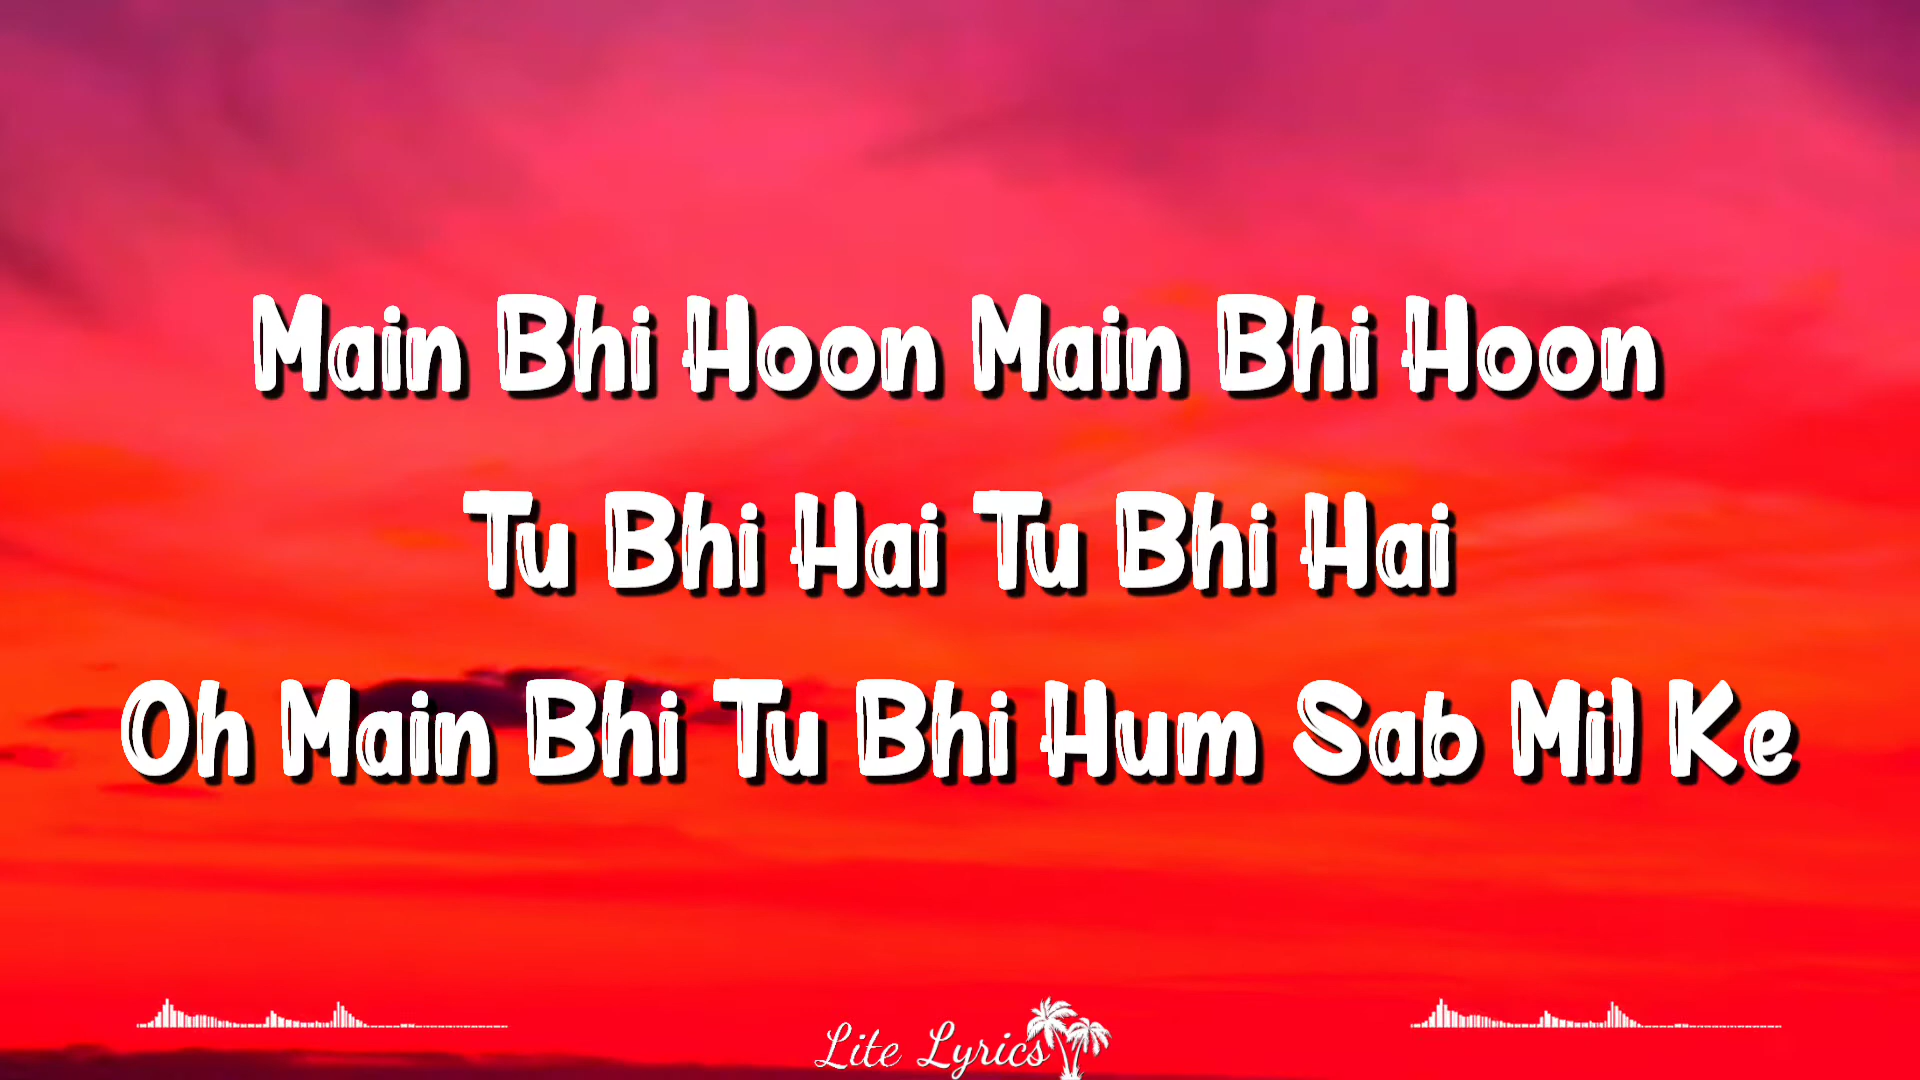 Main Bhi Hoon Main Bhi Hoon
Tu Bhi Hai Tu Bhi Hai
Oh Main Bhi Tu Bhi Hum Sab Mil Ke
Lite Lyrics